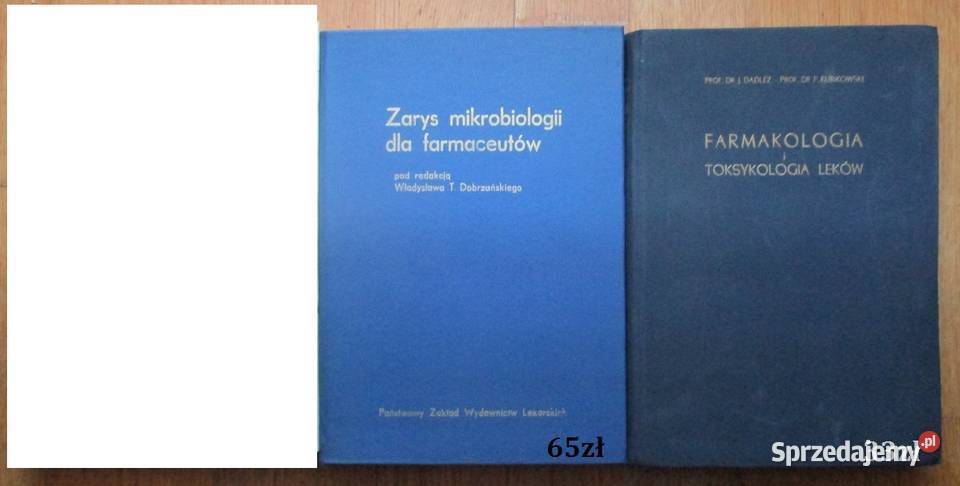 Zarys mikrobiologii
dla farmaceutów
pod redakcją
Władysława T. Dobrzańskiego
Państwowy Zakład Wydawnictw Lekarskich
65zł
PROF. DR J. DADLEZ - PROF. DR P. KUBIKOWSKI
FARMAKOLOGIA
i
TOKSYKOLOGIA LEKÓW
Sprzedajemy.pl